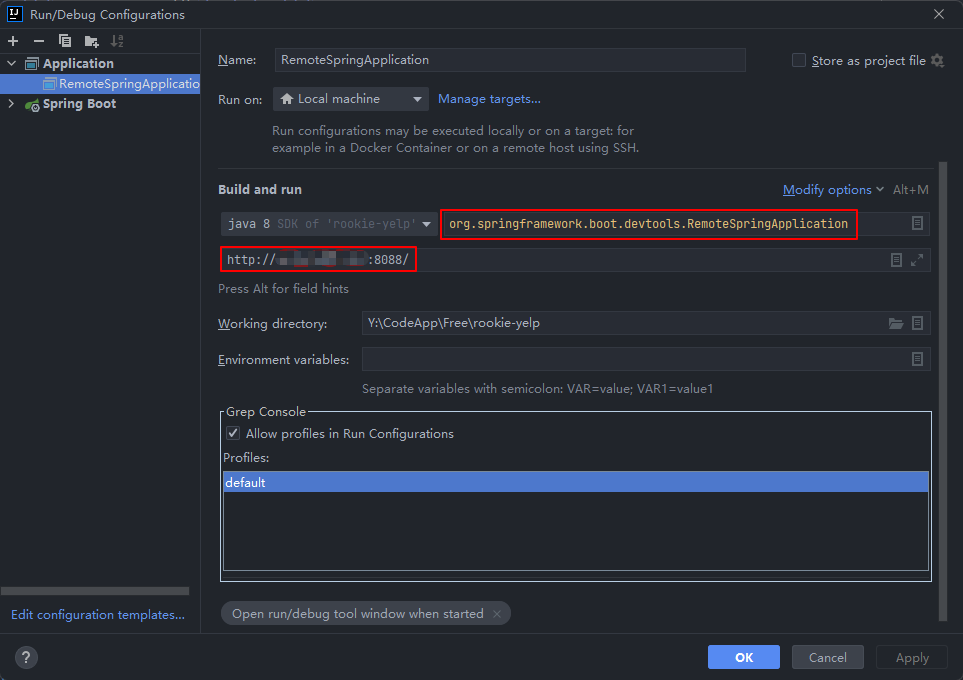 Run/Debug Configurations
Application
RemoteSpringApplicatio
Spring Boot
Edit configuration templates...
Name: RemoteSpringApplication Store as project file
Run on: Local machine Manage targets...
Run configurations may be executed locally or on a target: for
example in a Docker Container or on a remote host using SSH.
Build and run Modify options Alt+M
java 8 SDK of 'rookie-yelp' org.springframework.boot.devtools.RemoteSpringApplication
http:// :8088/
Press Alt for field hints
Working directory: Y:\CodeApp\Free\rookie-yelp
Environment variables:
Separate variables with semicolon: VAR=value; VAR1=value1
Grep Console
Allow profiles in Run Configurations
Profiles:
default
Open run/debug tool window when started
? OK Cancel Apply